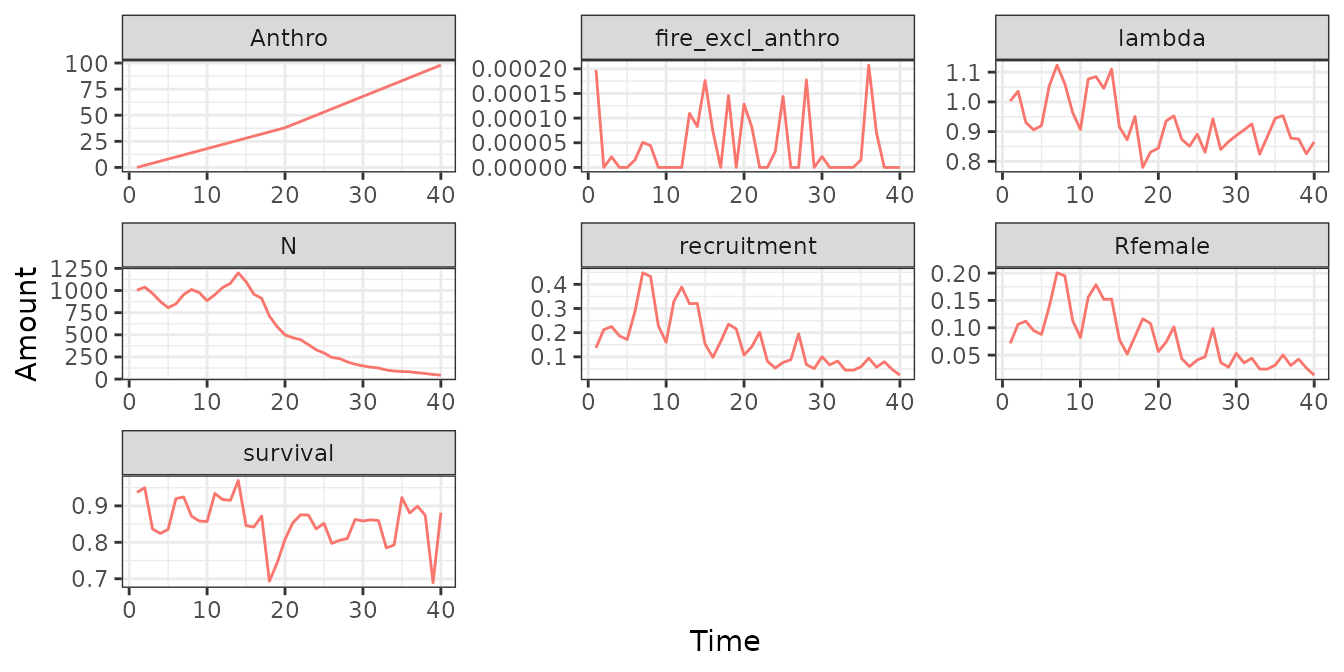 Anthro
fire_excl_anthro
lambda
100
75
50
25
0
0.00020
0.00015
0.00010
0.00005
0.00000
1.1
1.0
0.9
0.8
0 10 20 30 40
0 10 20 30 40
0 10 20 30 40
N
recruitment
Rfemale
1250
1000
750
500
250
0
0.4
0.3
0.2
0.1
0.20
0.15
0.10
0.05
0 10 20 30 40
0 10 20 30 40
0 10 20 30 40
survival
0.9
0.8
0.7
0 10 20 30 40
Amount
Time